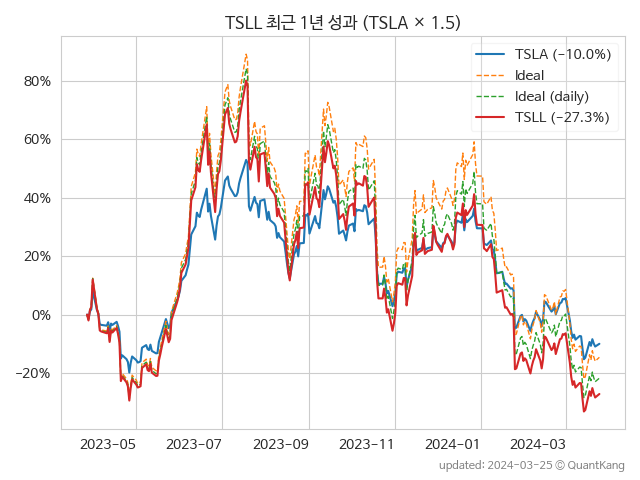 TSLL 최근 1년 성과 (TSLA × 1.5)
TSLA (−10.0%)
Ideal
Ideal (daily)
TSLL (−27.3%)
80%
60%
40%
20%
0%
−20%
2023−05
2023−07
2023−09
2023−11
2024−01
2024−03
updated: 2024−03−25 © QuantKang